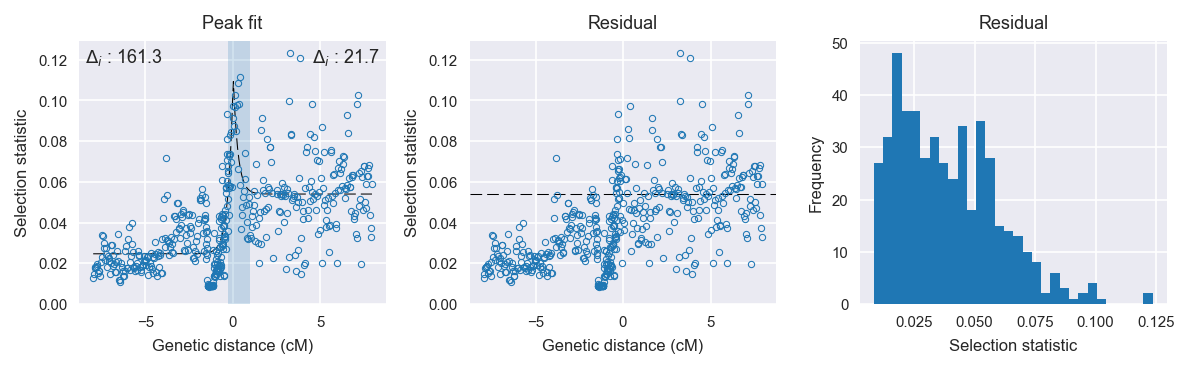 Peak fit
Δi : 161.3
Δi : 21.7
0.12
0.10
0.08
0.06
0.04
0.02
0.00
−5
0
5
Selection statistic
Genetic distance (cM)
Residual
0.12
0.10
0.08
0.06
0.04
0.02
0.00
−5
0
5
Selection statistic
Genetic distance (cM)
Residual
50
40
30
20
10
0
0.025
0.050
0.075
0.100
0.125
Frequency
Selection statistic